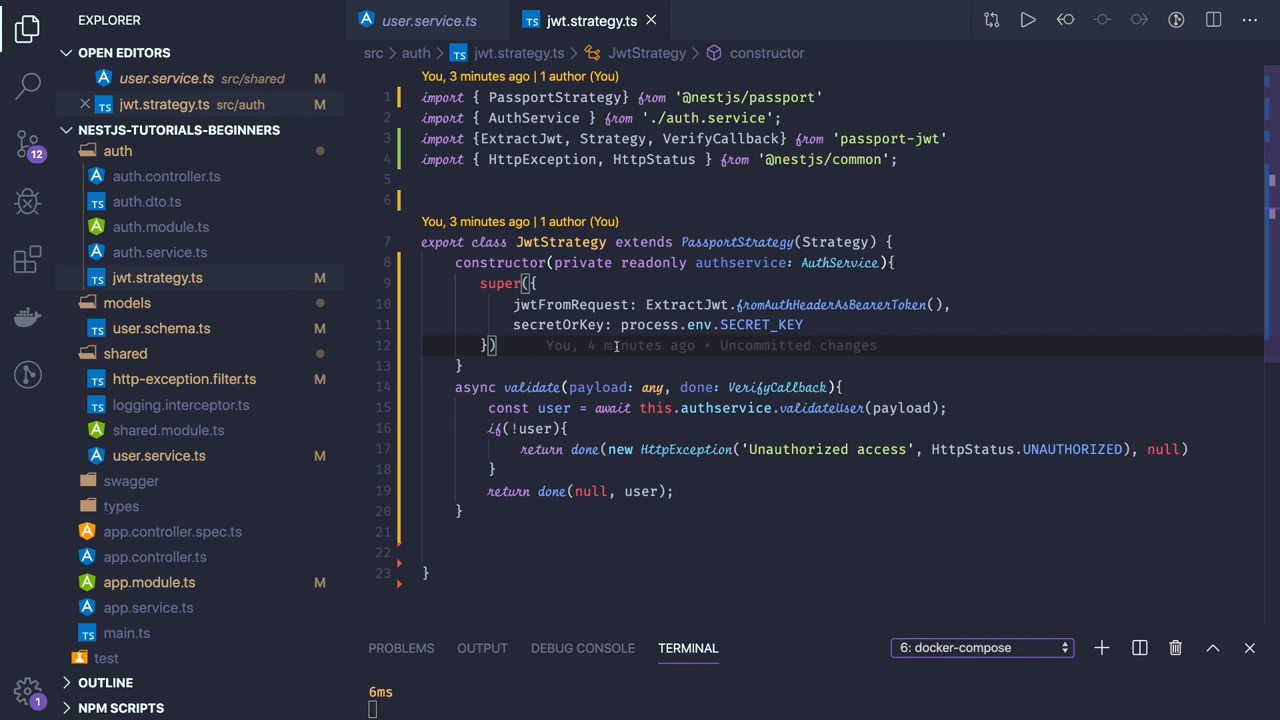 EXPLORER
OPEN EDITORS
user.service.ts src/shared M
jwt.strategy.ts src/auth M
NESTJS-TUTORIALS-BEGINNERS
auth
auth.controller.ts
auth.dto.ts
auth.module.ts
auth.service.ts
jwt.strategy.ts M
models
user.schema.ts M
shared
http-exception.filter.ts M
logging.interceptor.ts
shared.module.ts
user.service.ts M
swagger
types
app.controller.spec.ts
app.controller.ts
app.module.ts M
app.service.ts
main.ts
test
OUTLINE
NPM SCRIPTS
12
1
user.service.ts
TS jwt.strategy.ts
src > auth > TS jwt.strategy.ts > JwtStrategy > constructor
You, 3 minutes ago | 1 author (You)
1 import { PassportStrategy} from '@nestjs/passport'
2 import { AuthService } from './auth.service';
3 import {ExtractJwt, Strategy, VerifyCallback} from 'passport-jwt'
4 import { HttpException, HttpStatus } from '@nestjs/common';
5
6
You, 3 minutes ago | 1 author (You)
7 export class JwtStrategy extends PassportStrategy(Strategy) {
8 constructor(private readonly authservice: AuthService){
9 super({
10 jwtFromRequest: ExtractJwt.fromAuthHeaderAsBearerToken(),
11 secretOrKey: process.env.SECRET_KEY
12 }) You, 4 minutes ago • Uncommitted changes
13 }
14 async validate(payload: any, done: VerifyCallback){
15 const user = await this.authservice.validateUser(payload);
16 if(!user){
17 return done(new HttpException('Unauthorized access', HttpStatus.UNAUTHORIZED), null)
18 }
19 return done(null, user);
20 }
21
22
23 }
PROBLEMS OUTPUT DEBUG CONSOLE TERMINAL 6: docker-compose
6ms